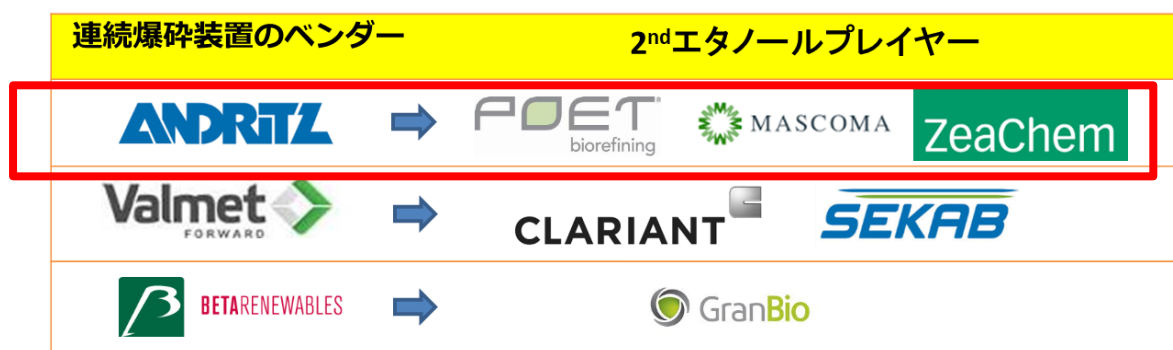 連続爆砕装置のベンダー
2ndエタノールプレイヤー
ANDRITZ
POET
biorefining
MASCOMA
ZeaChem
Valmet
FORWARD
CLARIANT
SEKAB
BETARENEWABLES
GranBio